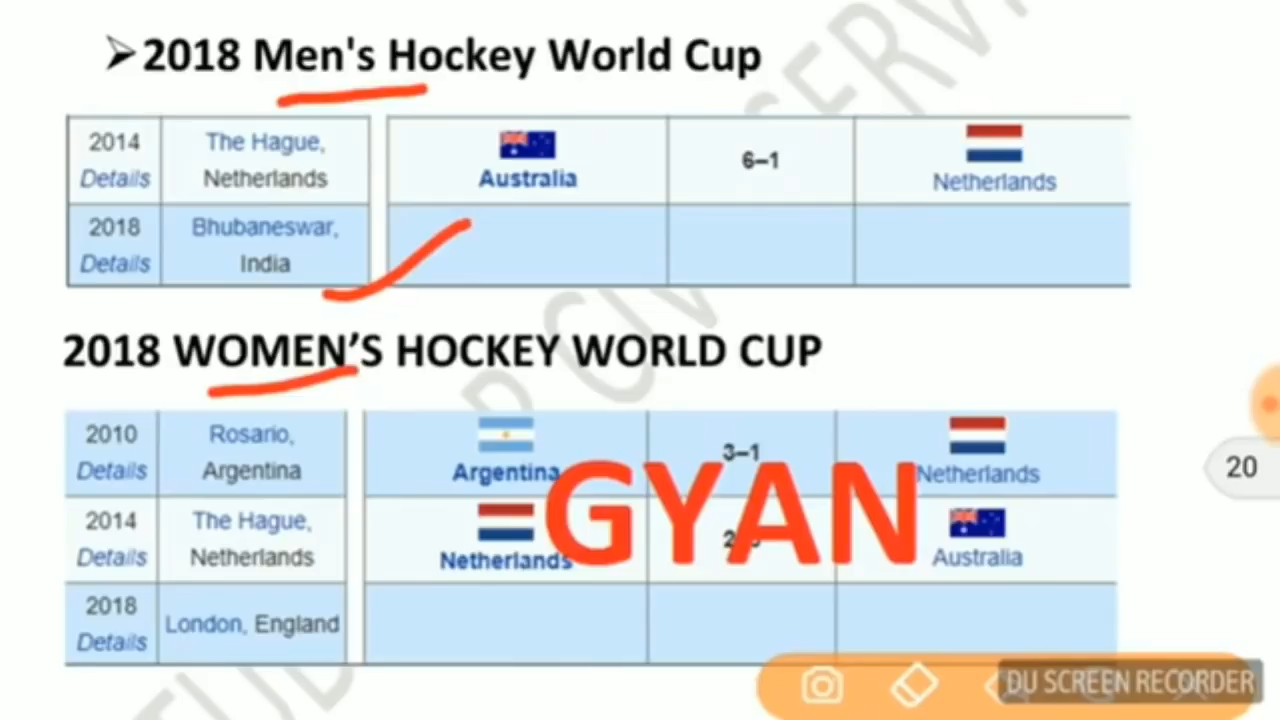 ➢2018 Men's Hockey World Cup
2014
Details
The Hague,
Netherlands
Australia
6–1
Netherlands
2018
Details
Bhubaneswar,
India
2018 WOMEN’S HOCKEY WORLD CUP
2010
Details
Rosario,
Argentina
Argentina
3–1
Netherlands
2014
Details
The Hague,
Netherlands
Netherlands
Australia
GYAN
2018
Details
London, England
20
DU SCREEN RECORDER